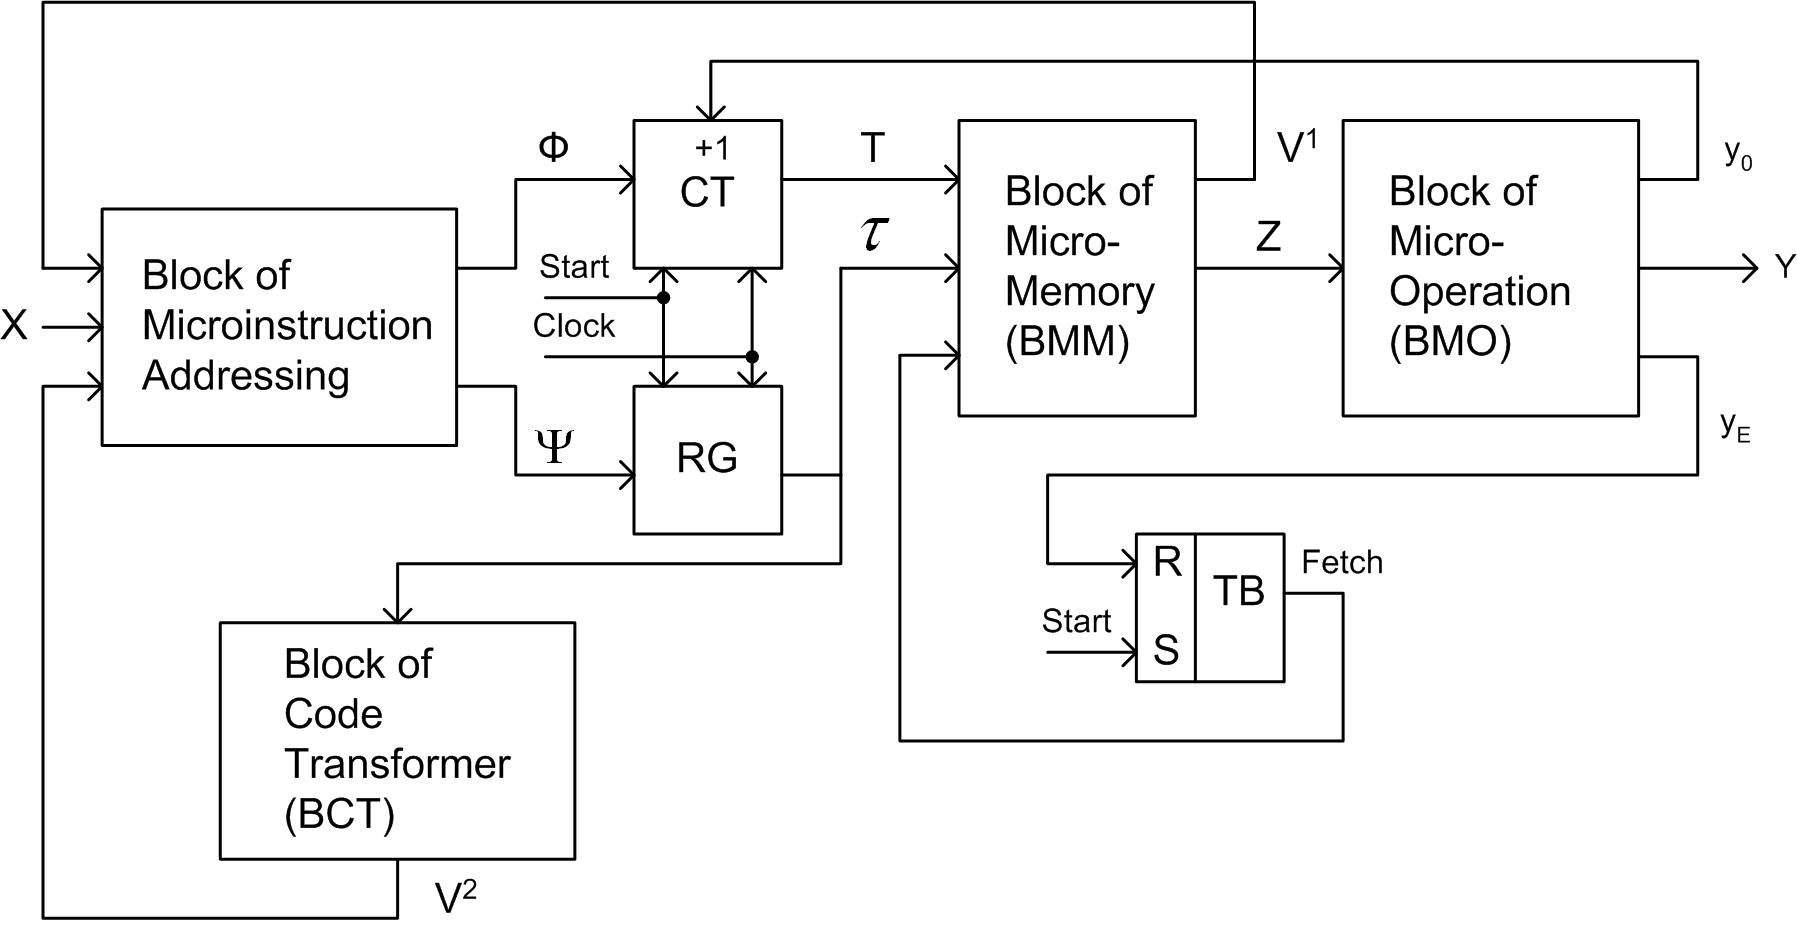 X
Block of
Microinstruction
Addressing
Φ
Ψ
Start
Clock
+1
CT
RG
T
τ
Block of
Micro-
Memory
(BMM)
V¹
Z
Block of
Micro-
Operation
(BMO)
y₀
Y
y_E
R
S
TB
Start
Fetch
Block of
Code
Transformer
(BCT)
V²